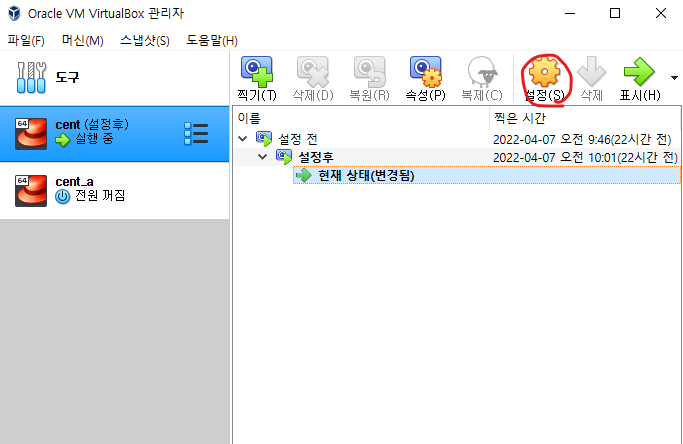 Oracle VM VirtualBox 관리자
파일(F) 머신(M) 스냅샷(S) 도움말(H)
도구
찍기(T) 삭제(D) 복원(R) 속성(P) 복제(C) 설정(S) 삭제 표시(H)
64 cent (설정후)
실행 중
64 cent_a
전원 꺼짐
이름 찍은 시간
설정 전 2022-04-07 오전 9:46(22시간 전)
설정후 2022-04-07 오전 10:01(22시간 전)
현재 상태(변경됨)